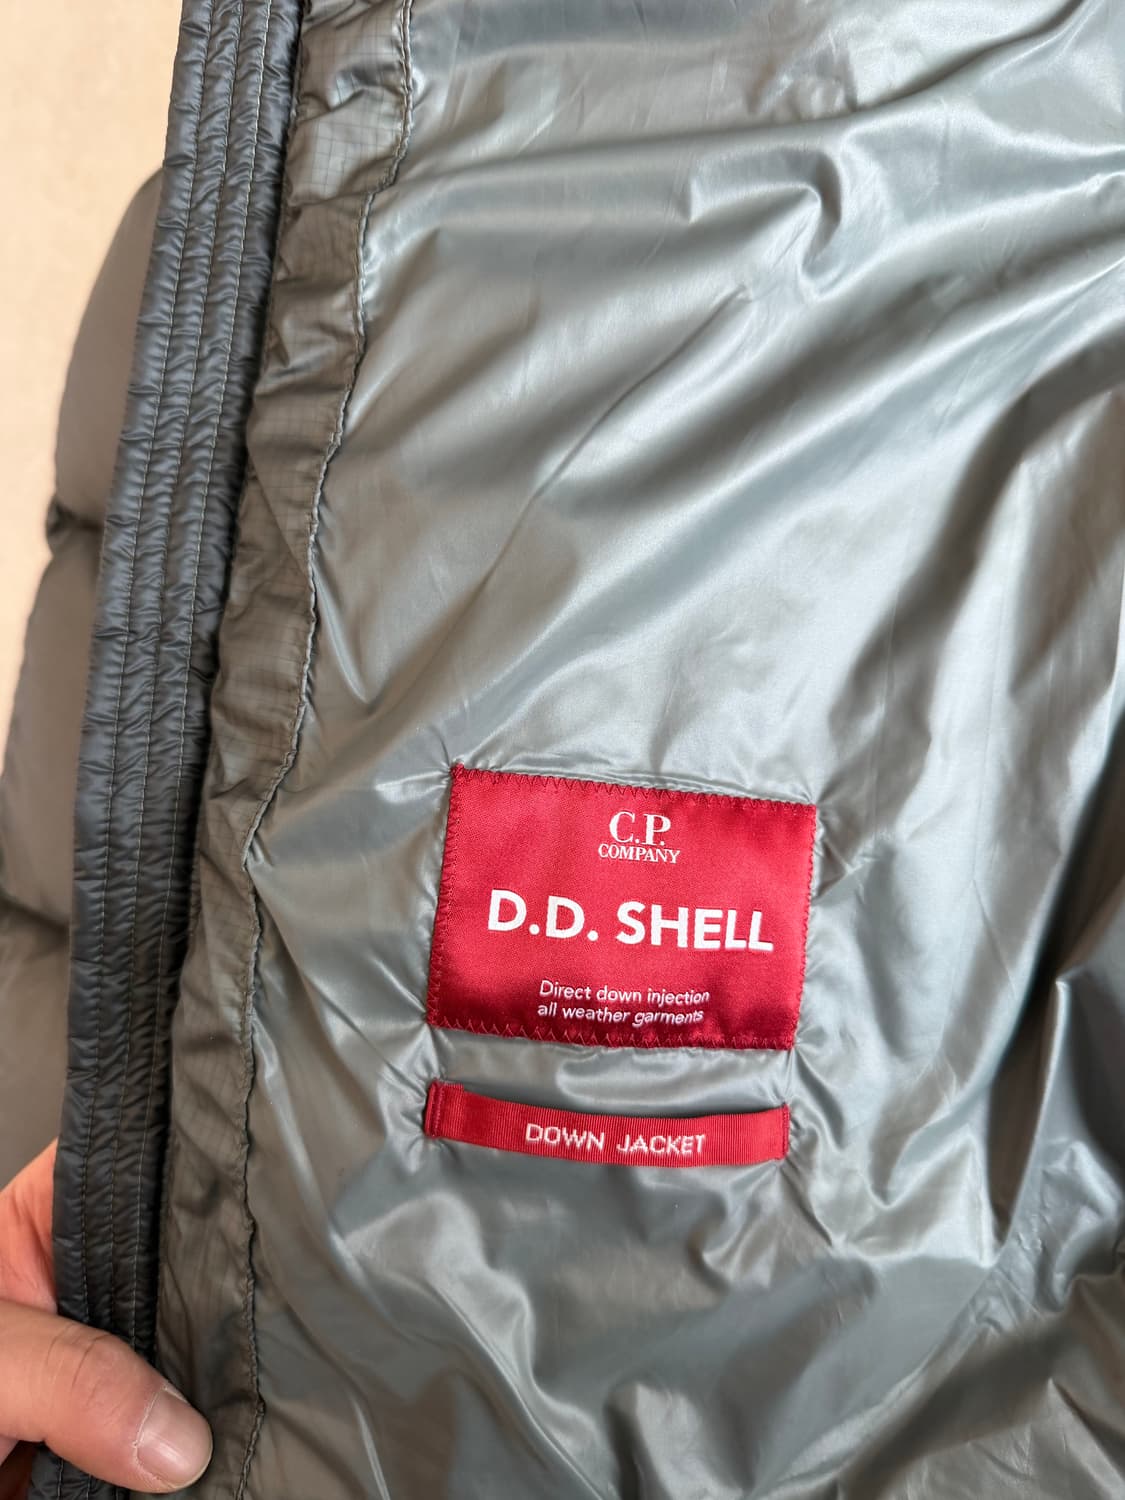 C.P.
COMPANY
D.D. SHELL
Direct down injection
all weather garments
DOWN JACKET